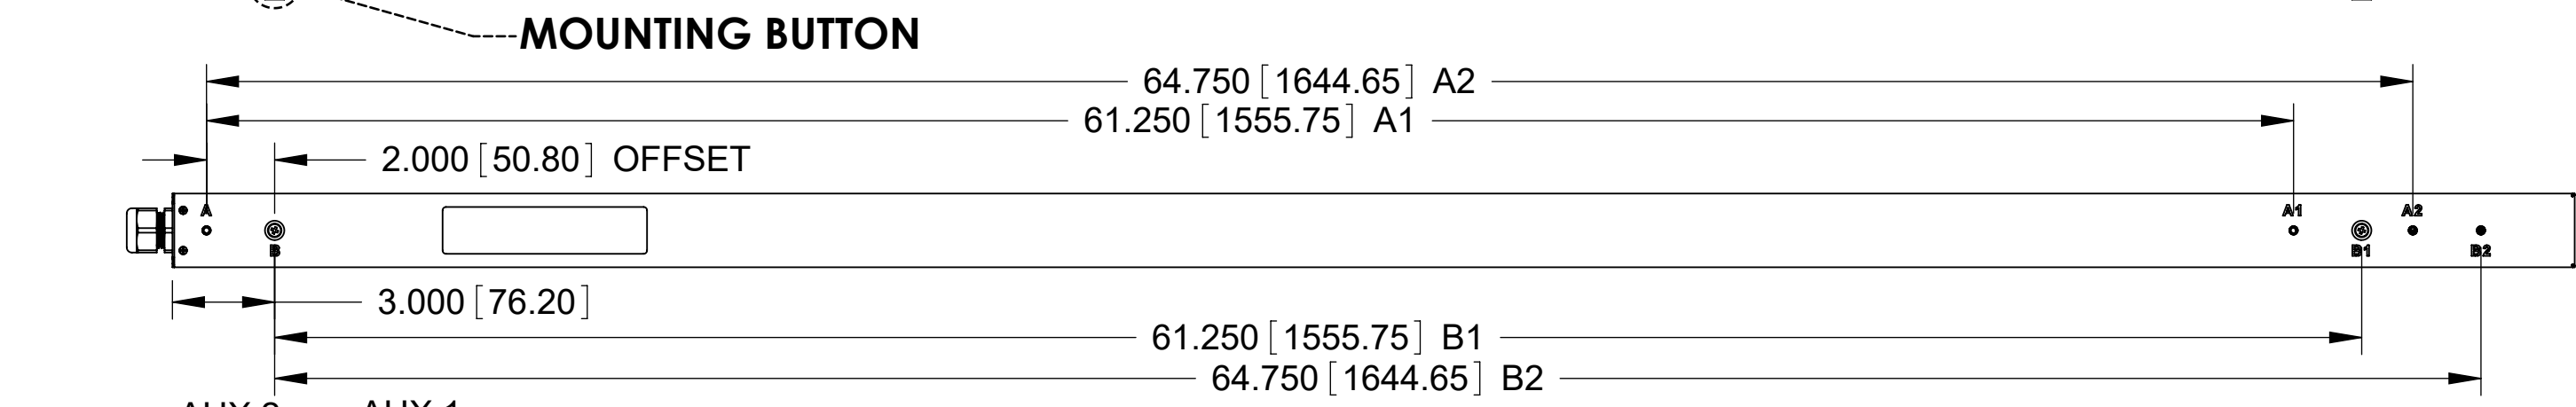 MOUNTING BUTTON
64.750 [1644.65] A2
61.250 [1555.75] A1
2.000 [50.80] OFFSET
A A1 A2
B B1 B2
3.000 [76.20]
61.250 [1555.75] B1
64.750 [1644.65] B2